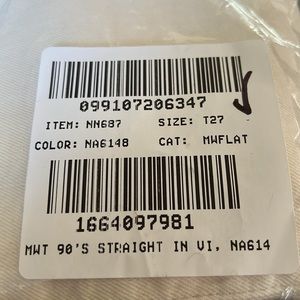 099107206347
ITEM: NN687 SIZE: T27
COLOR: NA6148 CAT: MWFLAT
1664097981
MWT 90'S STRAIGHT IN VI, NA614